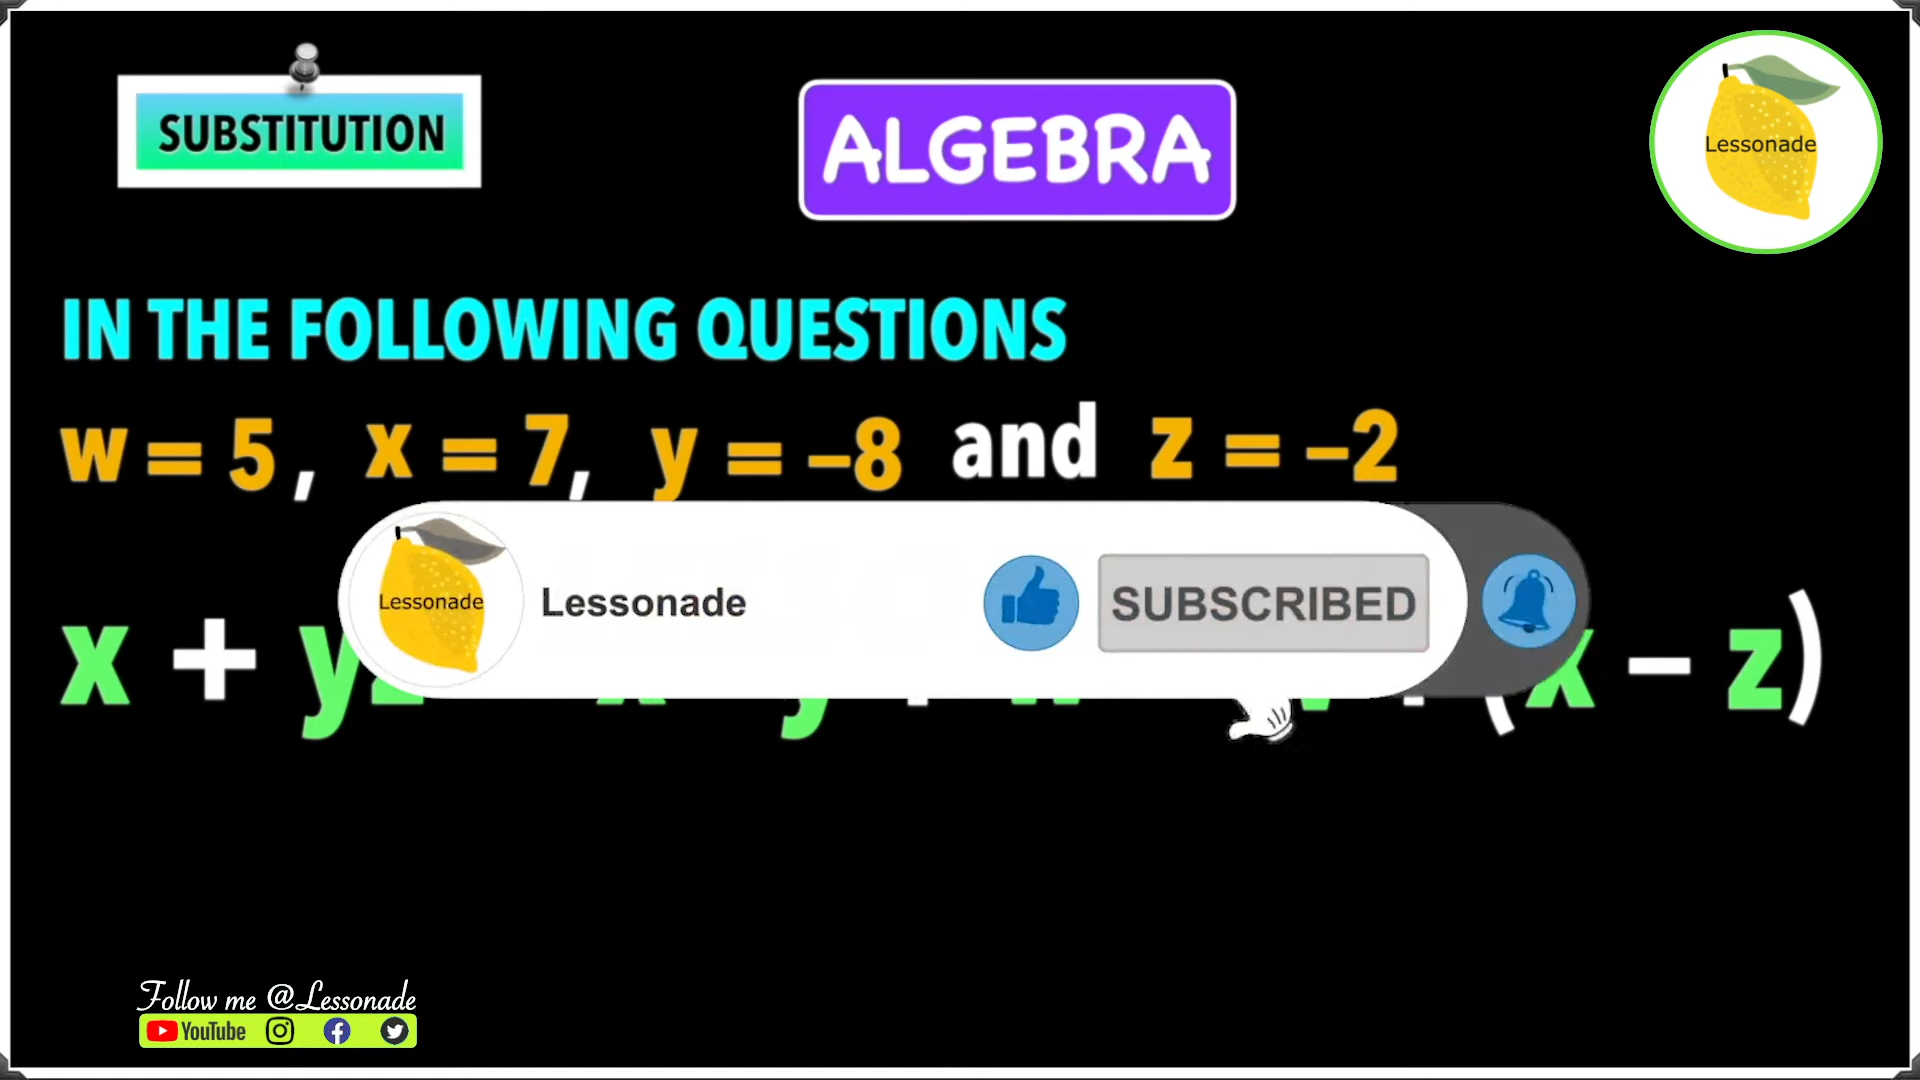 SUBSTITUTION
ALGEBRA
Lessonade
IN THE FOLLOWING QUESTIONS
w = 5 , x = 7, y = –8 and z = –2
Lessonade
Lessonade
SUBSCRIBED
x + y
x – z)
Follow me @Lessonade
YouTube